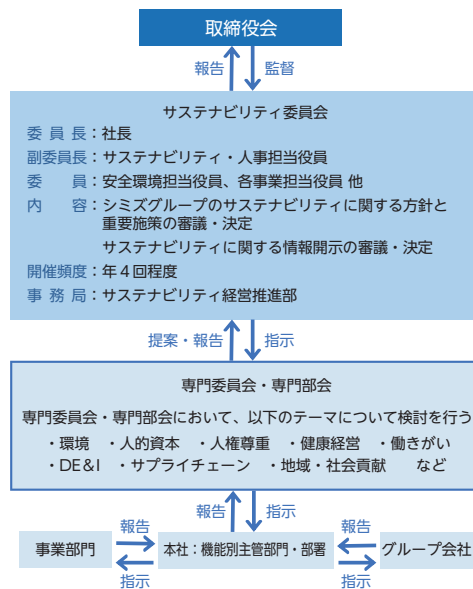 取締役会
報告 監督
サステナビリティ委員会
委員長：社長
副委員長：サステナビリティ・人事担当役員
委員：安全環境担当役員、各事業担当役員 他
内容：シミズグループのサステナビリティに関する方針と
重要施策の審議・決定
サステナビリティに関する情報開示の審議・決定
開催頻度：年４回程度
事務局：サステナビリティ経営推進部
提案・報告 指示
専門委員会・専門部会
専門委員会・専門部会において、以下のテーマについて検討を行う
・環境 ・人的資本 ・人権尊重 ・健康経営 ・働きがい
・DE&I ・サプライチェーン ・地域・社会貢献 など
報告 指示
報告 報告
事業部門 本社：機能別主管部門・部署 グループ会社
指示 指示